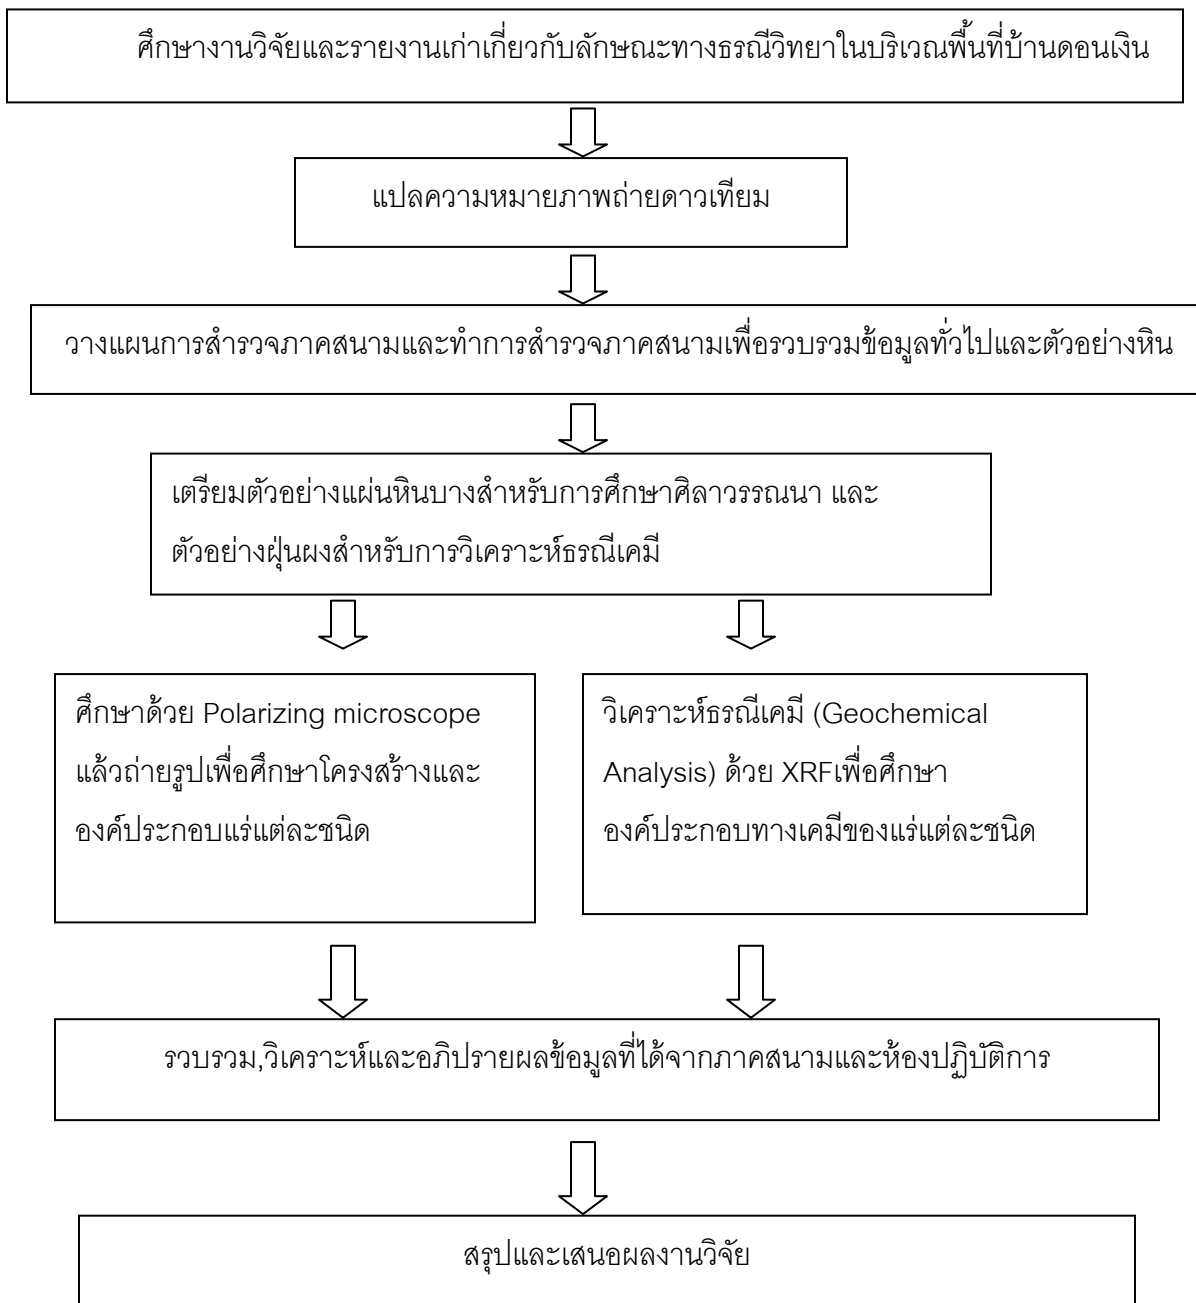 ศึกษางานวิจัยและรายงานเก่าเกี่ยวกับลักษณะทางธรณีวิทยาในบริเวณพื้นที่บ้านดอนเงิน
แปลความหมายภาพถ่ายดาวเทียม
วางแผนการสำรวจภาคสนามและทำการสำรวจภาคสนามเพื่อรวบรวมข้อมูลทั่วไปและตัวอย่างหิน
เตรียมตัวอย่างแผ่นหินบางสำหรับการศึกษาศิลาวรรณนา และ
ตัวอย่างฝุ่นผงสำหรับการวิเคราะห์ธรณีเคมี
ศึกษาด้วย Polarizing microscope
แล้วถ่ายรูปเพื่อศึกษาโครงสร้างและ
องค์ประกอบแร่แต่ละชนิด
วิเคราะห์ธรณีเคมี (Geochemical
Analysis) ด้วย XRFเพื่อศึกษา
องค์ประกอบทางเคมีของแร่แต่ละชนิด
รวบรวม,วิเคราะห์และอภิปรายผลข้อมูลที่ได้จากภาคสนามและห้องปฏิบัติการ
สรุปและเสนอผลงานวิจัย